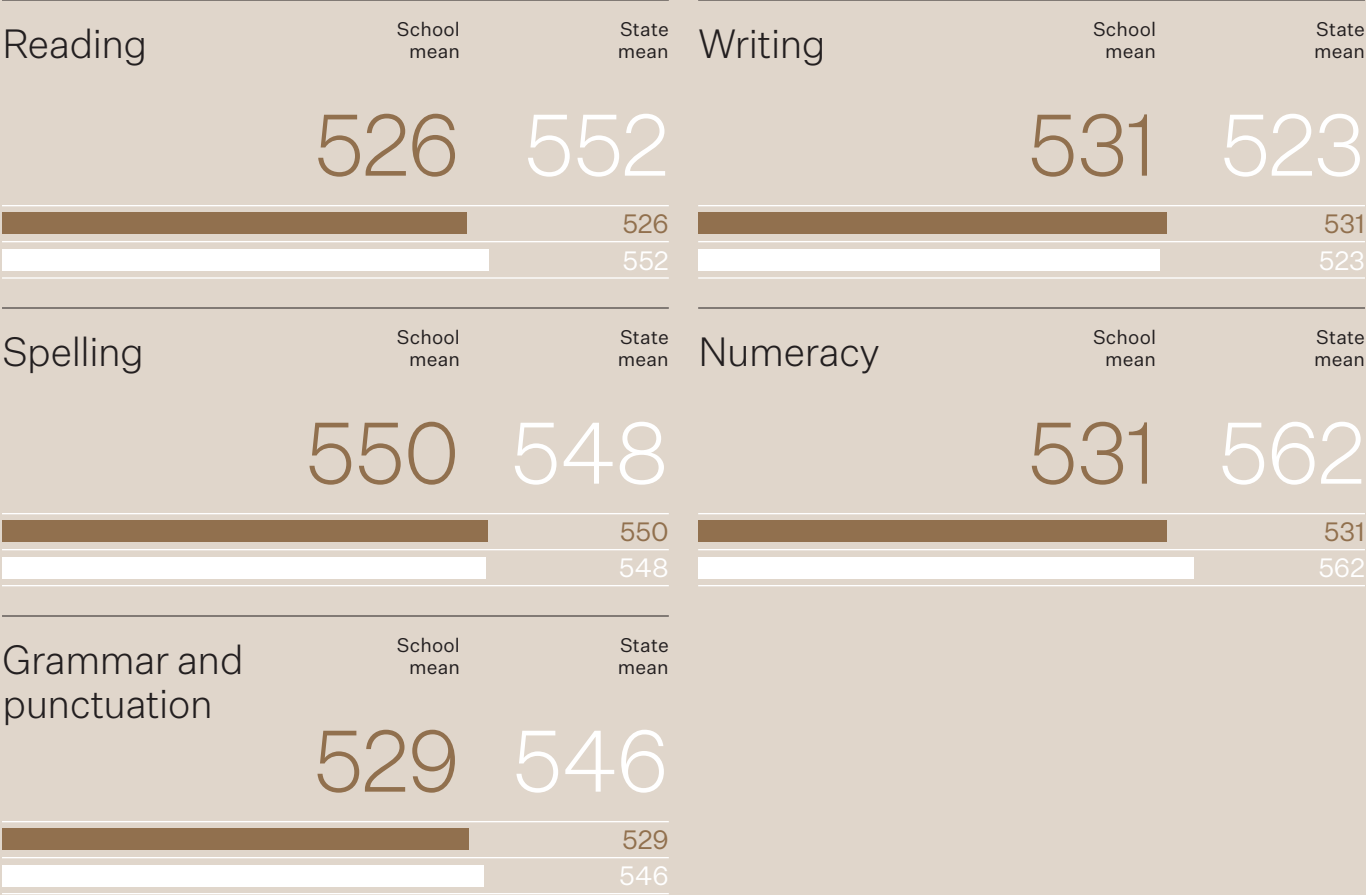 Reading
School
mean
State
mean
526
552
526
552
Writing
School
mean
State
mean
531
523
531
523
Spelling
School
mean
State
mean
550
548
550
548
Numeracy
School
mean
State
mean
531
562
531
562
Grammar and
punctuation
School
mean
State
mean
529
546
529
546